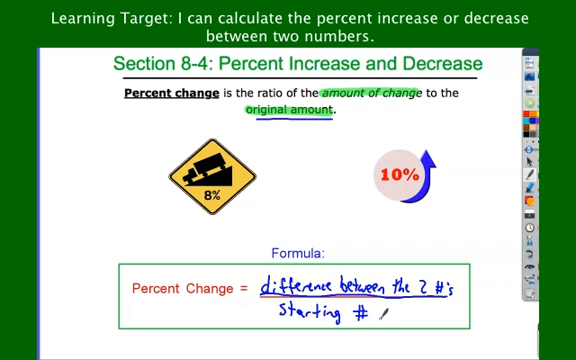 Learning Target: I can calculate the percent increase or decrease
between two numbers.
Section 8-4: Percent Increase and Decrease
Percent change is the ratio of the amount of change to the
original amount.
8%
10%
Formula:
Percent Change = difference between the 2 #'s
Starting #